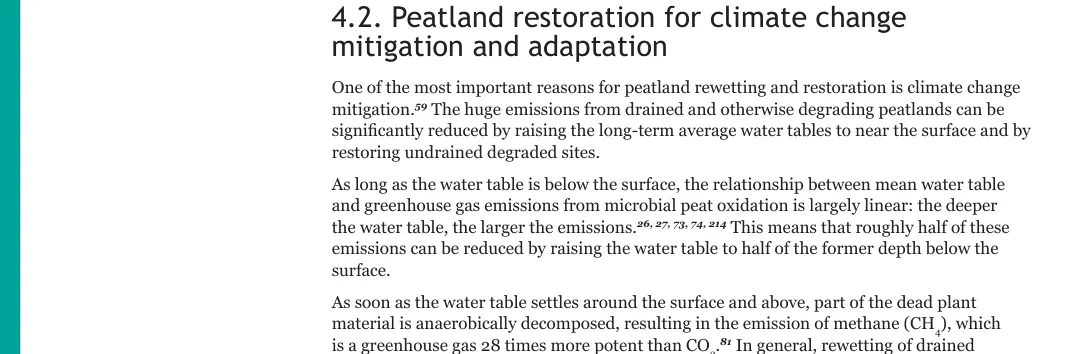 4.2. Peatland restoration for climate change
mitigation and adaptation
One of the most important reasons for peatland rewetting and restoration is climate change
mitigation.59 The huge emissions from drained and otherwise degrading peatlands can be
significantly reduced by raising the long-term average water tables to near the surface and by
restoring undrained degraded sites.
As long as the water table is below the surface, the relationship between mean water table
and greenhouse gas emissions from microbial peat oxidation is largely linear: the deeper
the water table, the larger the emissions.26, 27, 73, 74, 214 This means that roughly half of these
emissions can be reduced by raising the water table to half of the former depth below the
surface.
As soon as the water table settles around the surface and above, part of the dead plant
material is anaerobically decomposed, resulting in the emission of methane (CH4), which
is a greenhouse gas 28 times more potent than CO2.81 In general, rewetting of drained